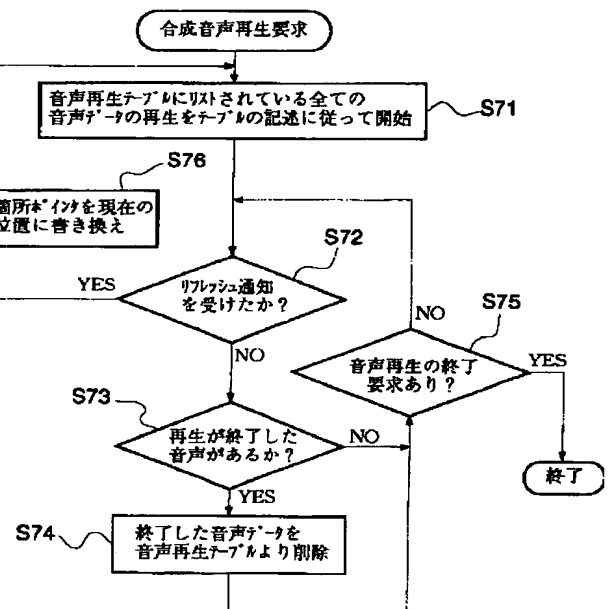 合成音声再生要求
音声再生テーブルにリストされている全ての
音声データの再生をテーブルの記述に従って開始
S71
S76
箇所ポインタを現在の
位置に書き換え
S72
YES
リフレッシュ通知
を受けたか?
NO
S75
NO
音声再生の終了
要求あり?
YES
S73
再生が終了した
音声があるか?
NO
YES
終了
S74
終了した音声データを
音声再生テーブルより削除